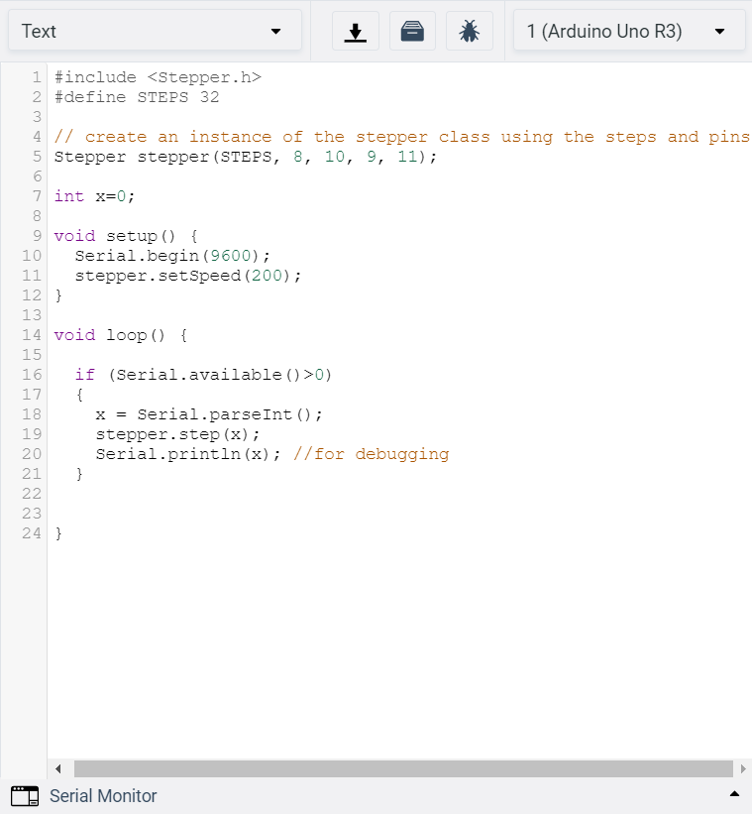 Text
1 (Arduino Uno R3)
1 #include <Stepper.h>
2 #define STEPS 32
3
4 // create an instance of the stepper class using the steps and pins
5 Stepper stepper(STEPS, 8, 10, 9, 11);
6
7 int x=0;
8
9 void setup() {
10   Serial.begin(9600);
11   stepper.setSpeed(200);
12 }
13
14 void loop() {
15
16   if (Serial.available()>0)
17   {
18     x = Serial.parseInt();
19     stepper.step(x);
20     Serial.println(x); //for debugging
21   }
22
23
24 }
Serial Monitor